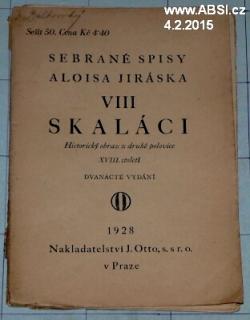 www.ABSI.cz
4.2.2015
Sešit 50. Cena Kč 4·40
SEBRANÉ SPISY
ALOISA JIRÁSKA
VIII
SKALÁCI
Historický obraz z druhé polovice
XVIII. století
DVANÁCTÉ VYDÁNÍ
1928
Nakladatelství J. Otto, s. s r. o.
v Praze